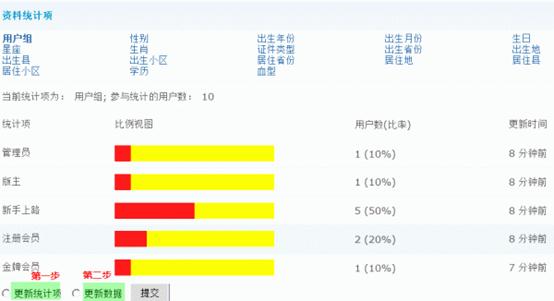 资料统计项
用户组 性别 出生年份 出生月份 生日
星座 生肖 证件类型 出生省份 出生地
出生县 出生小区 居住省份 居住地 居住县
居住小区 学历 血型
当前统计项为： 用户组; 参与统计的用户数： 10
统计项 比例视图 用户数(比率) 更新时间
管理员 1 (10%) 8 分钟前
版主 1 (10%) 8 分钟前
新手上路 5 (50%) 8 分钟前
注册会员 2 (20%) 8 分钟前
金牌会员 1 (10%) 7 分钟前
第一步 第二步
更新统计项 更新数据 提交